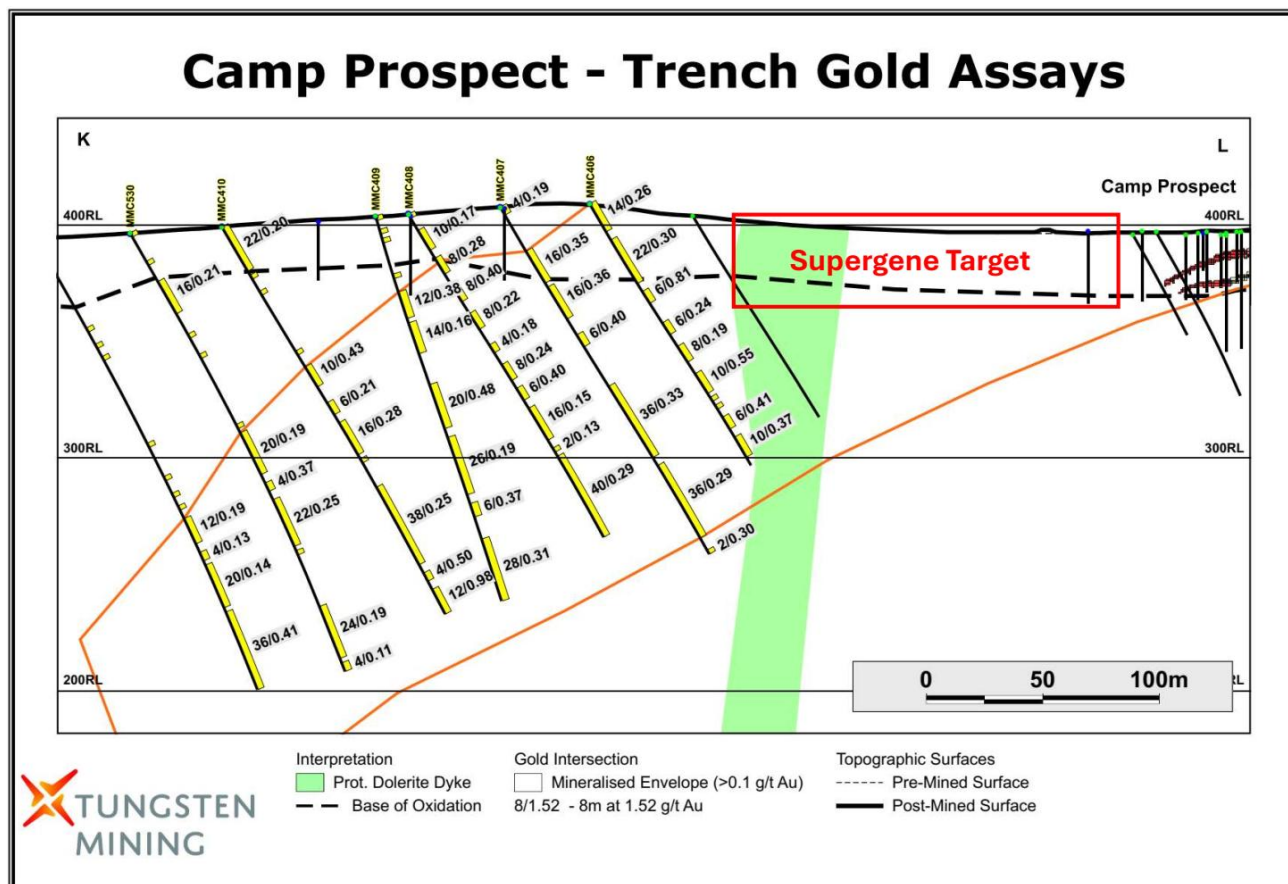 Camp Prospect - Trench Gold Assays
K
L
Camp Prospect
MMC530
MMC410
MMC409
MMC408
MMC407
MMC406
400RL
400RL
Supergene Target
300RL
300RL
200RL
RL
16/0.21
20/0.19
4/0.37
22/0.25
24/0.19
4/0.11
12/0.19
4/0.13
20/0.14
36/0.41
22/0.20
10/0.43
6/0.21
16/0.28
38/0.25
4/0.50
12/0.98
12/0.38
14/0.16
20/0.48
26/0.19
6/0.37
28/0.31
10/0.17
8/0.28
8/0.40
8/0.22
4/0.18
8/0.24
6/0.40
16/0.15
2/0.13
40/0.29
4/0.19
16/0.35
16/0.36
6/0.40
36/0.33
36/0.29
2/0.30
14/0.26
22/0.30
6/0.81
6/0.24
8/0.19
10/0.55
6/0.41
10/0.37
0 50 100m
Interpretation
Prot. Dolerite Dyke
Base of Oxidation
Gold Intersection
Mineralised Envelope (>0.1 g/t Au)
8/1.52 - 8m at 1.52 g/t Au
Topographic Surfaces
Pre-Mined Surface
Post-Mined Surface
TUNGSTEN
MINING